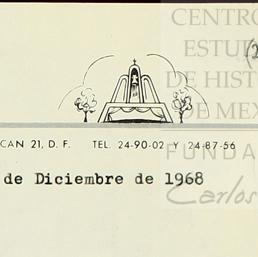 CENTRO
ESTUD
DE HIST
DE MEX
FUNDA
Carlos
CAN 21, D. F. TEL. 24-90-02 Y 24-87-56
de Diciembre de 1968